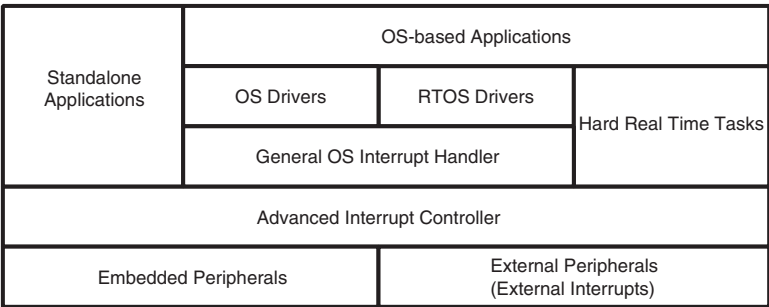 OS-based Applications
Standalone
Applications
OS Drivers
RTOS Drivers
Hard Real Time Tasks
General OS Interrupt Handler
Advanced Interrupt Controller
Embedded Peripherals
External Peripherals
(External Interrupts)